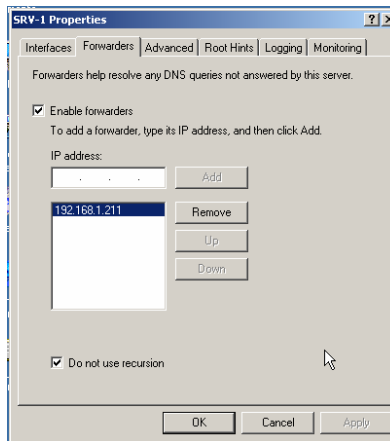 SRV-1 Properties
Interfaces Forwarders Advanced Root Hints Logging Monitoring
Forwarders help resolve any DNS queries not answered by this server.
Enable forwarders
To add a forwarder, type its IP address, and then click Add.
IP address:
. . . Add
192.168.1.211 Remove
Up
Down
Do not use recursion
OK Cancel Apply